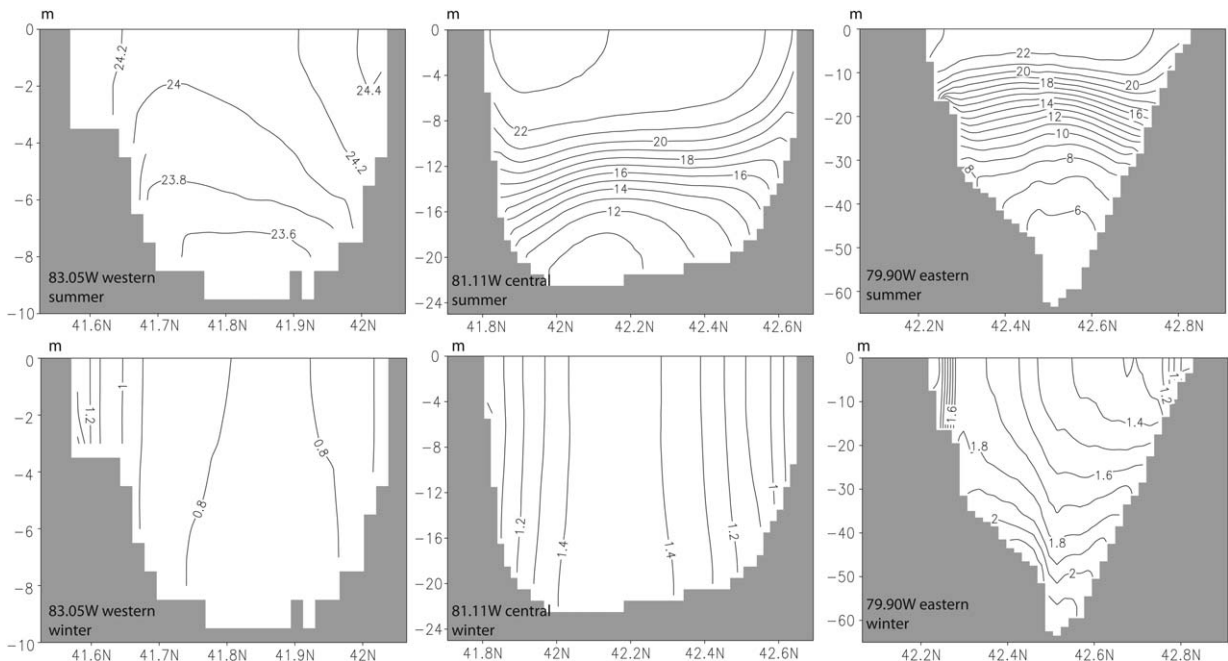 m
m
m
0
-2
-4
-6
-8
-10
24.2
24
23.8
23.6
24.2
24.4
83.05W western
summer
41.6N
41.7N
41.8N
41.9N
42N
0
-4
-8
-12
-16
-20
-24
22
20
18
16
16
14
12
81.11W central
summer
41.8N
42N
42.2N
42.4N
42.6N
0
-10
-20
-30
-40
-50
-60
22
20
20
18
16
14
12
10
8
8
6
79.90W eastern
summer
42.2N
42.4N
42.6N
42.8N
m
m
m
0
-2
-4
-6
-8
-10
1.2
1
0.8
0.8
83.05W western
winter
41.6N
41.7N
41.8N
41.9N
42N
0
-4
-8
-12
-16
-20
-24
1.2
1.4
1.4
1.2
1
81.11W central
winter
41.8N
42N
42.2N
42.4N
42.6N
0
-10
-20
-30
-40
-50
-60
1.6
1.8
2
1
1.2
1.4
1.6
1.8
2
79.90W eastern
winter
42.2N
42.4N
42.6N
42.8N